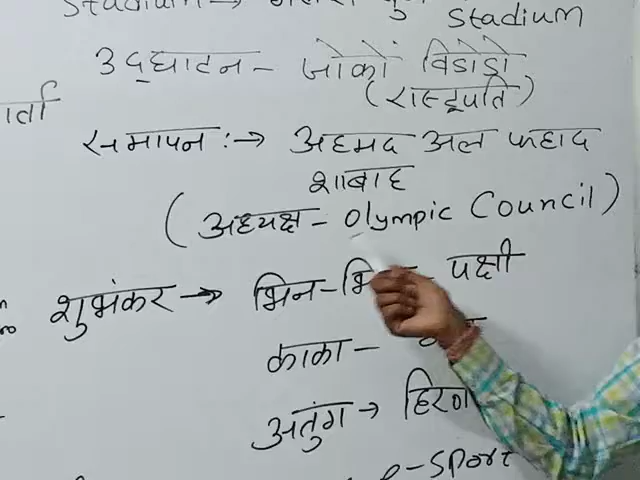 Stadium →
Stadium
उद्घाटन - जोको विडोडो
(रास्ट्रपति)
र्ता
समापन :→ अहमद अल फहाद
शाबाह
(अध्यक्ष - Olympic Council)
शुभंकर → भिन-भिन - पक्षी
काका -
अतुंग → हिरण
e-sport